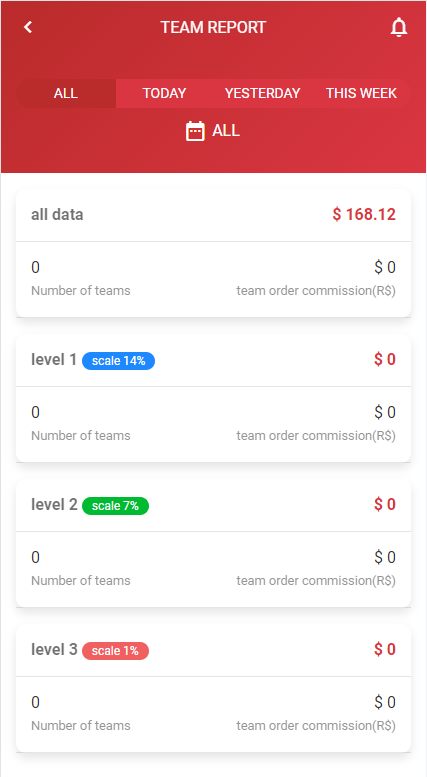 TEAM REPORT
ALL TODAY YESTERDAY THIS WEEK
ALL
all data $ 168.12
0 $ 0
Number of teams team order commission(R$)
level 1 scale 14% $ 0
0 $ 0
Number of teams team order commission(R$)
level 2 scale 7% $ 0
0 $ 0
Number of teams team order commission(R$)
level 3 scale 1% $ 0
0 $ 0
Number of teams team order commission(R$)